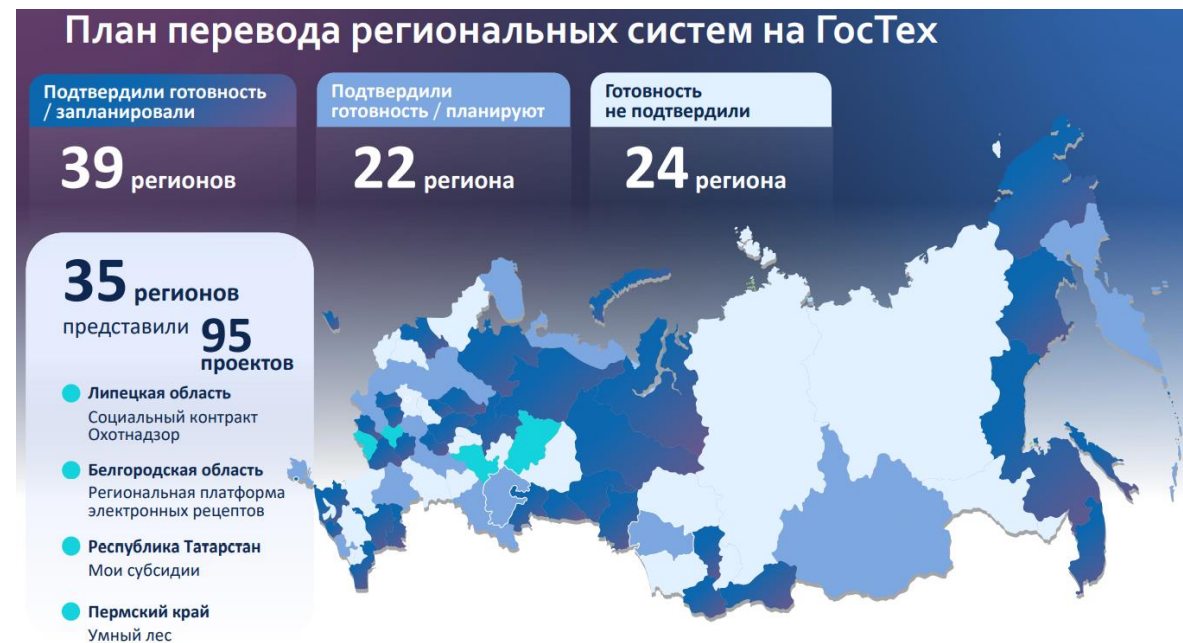 План перевода региональных систем на ГосТех
Подтвердили готовность
/ запланировали
39 регионов
Подтвердили
готовность / планируют
22 региона
Готовность
не подтвердили
24 региона
35 регионов
представили 95
проектов
Липецкая область
Социальный контракт
Охотнадзор
Белгородская область
Региональная платформа
электронных рецептов
Республика Татарстан
Мои субсидии
Пермский край
Умный лес